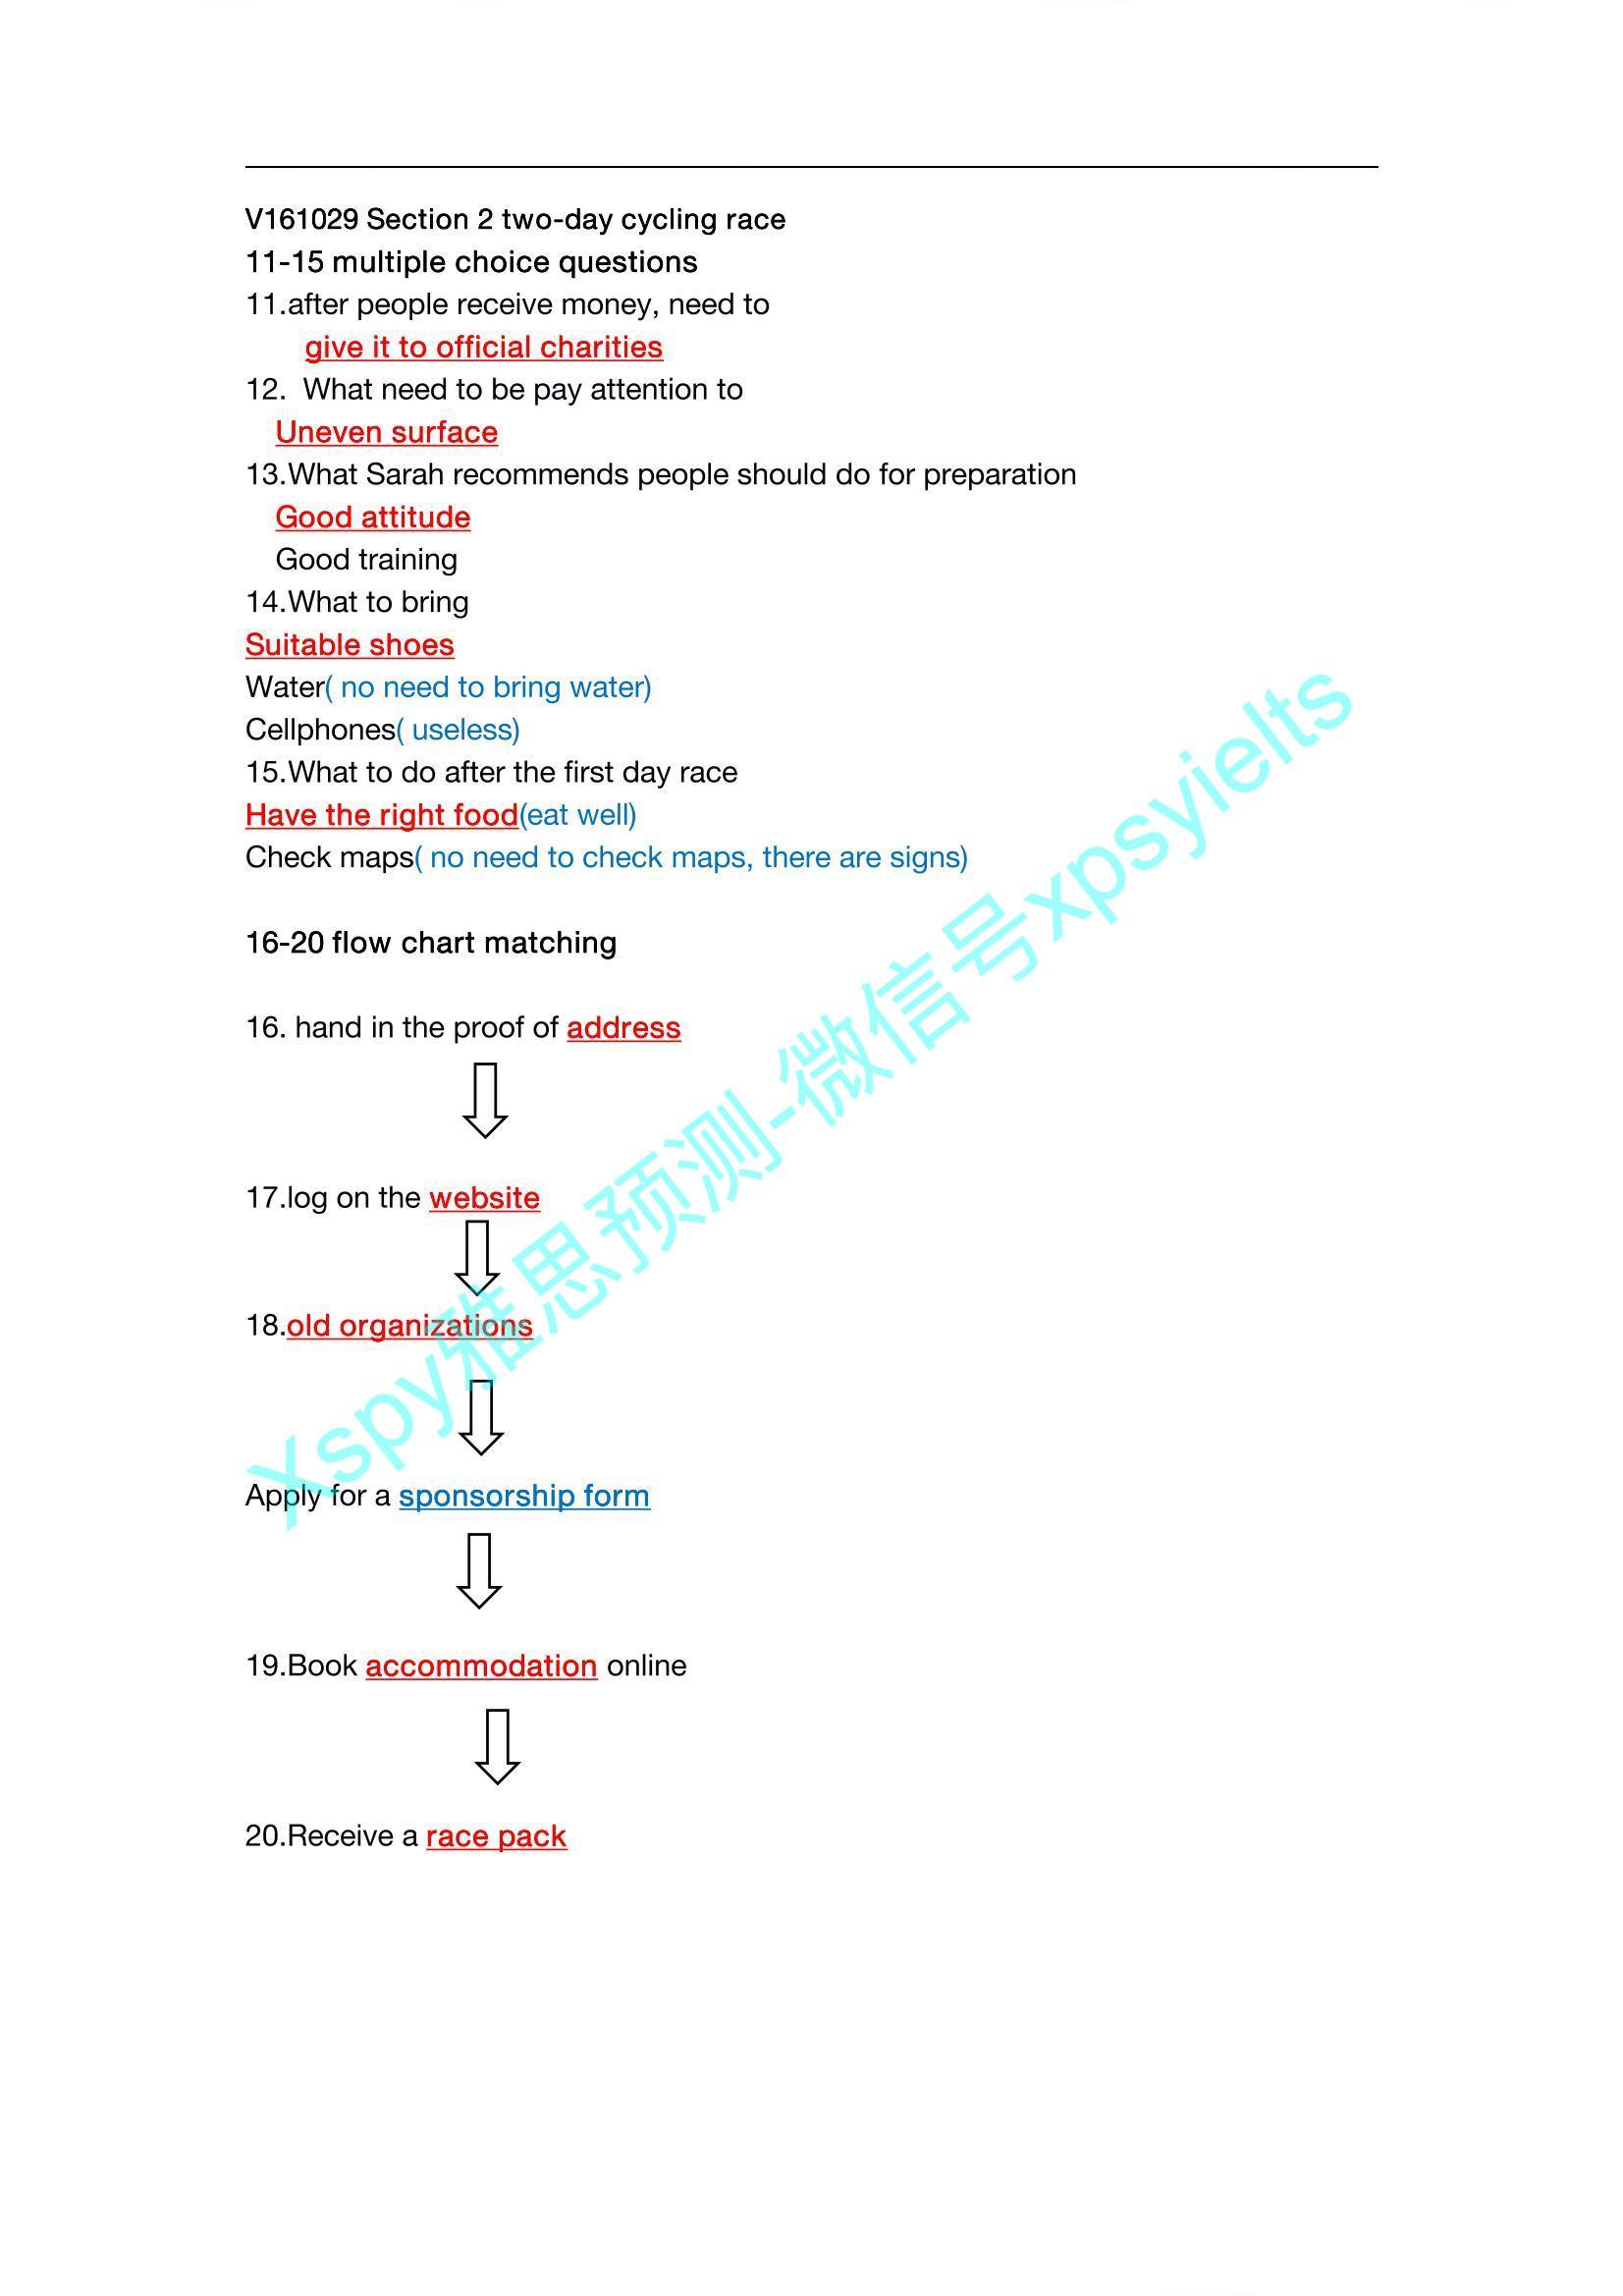 V161029 Section 2 two-day cycling race
11-15 multiple choice questions
11.after people receive money, need to
give it to official charities
12.  What need to be pay attention to
Uneven surface
13.What Sarah recommends people should do for preparation
Good attitude
Good training
14.What to bring
Suitable shoes
Water( no need to bring water)
Cellphones( useless)
15.What to do after the first day race
Have the right food(eat well)
Check maps( no need to check maps, there are signs)
16-20 flow chart matching
16. hand in the proof of address
17.log on the website
18.old organizations
Apply for a sponsorship form
19.Book accommodation online
20.Receive a race pack
Xspy雅思预测-微信号xpsyielts